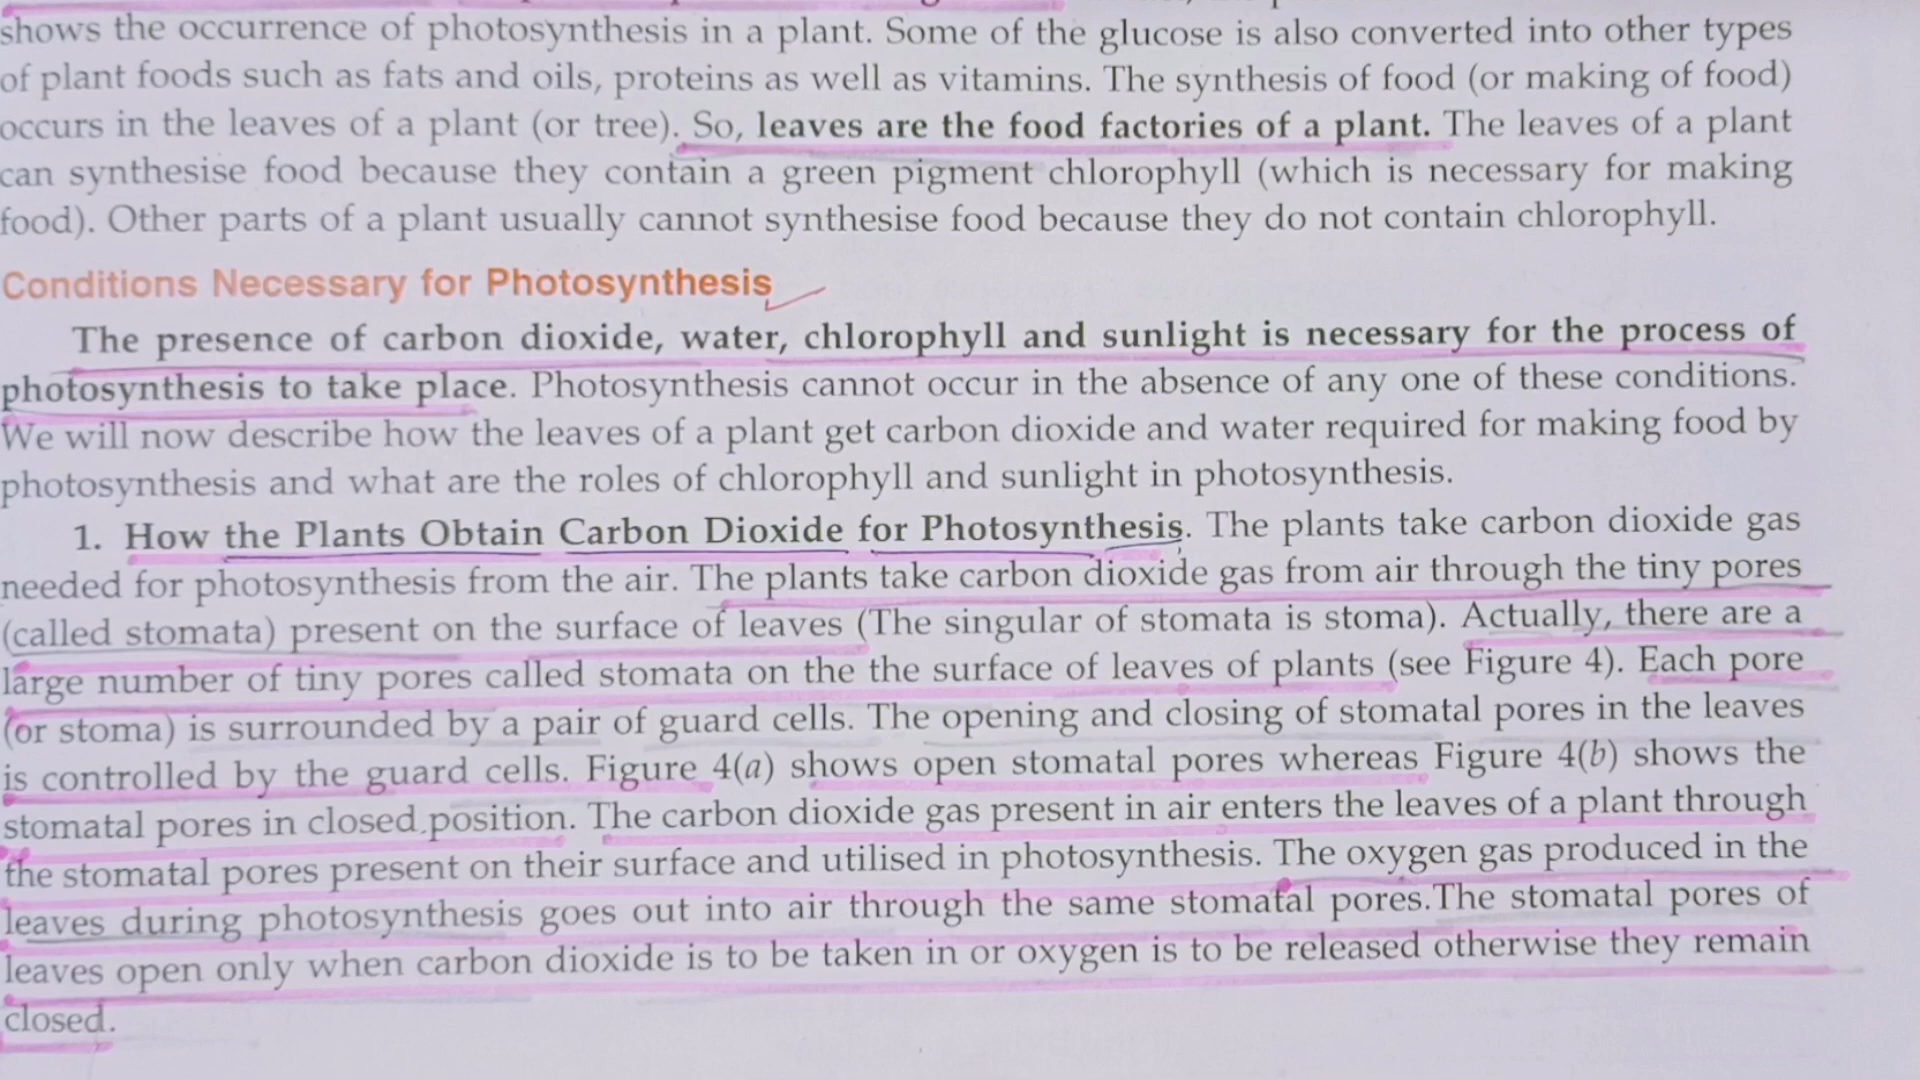 shows the occurrence of photosynthesis in a plant. Some of the glucose is also converted into other types
of plant foods such as fats and oils, proteins as well as vitamins. The synthesis of food (or making of food)
occurs in the leaves of a plant (or tree). So, leaves are the food factories of a plant. The leaves of a plant
can synthesise food because they contain a green pigment chlorophyll (which is necessary for making
food). Other parts of a plant usually cannot synthesise food because they do not contain chlorophyll.
Conditions Necessary for Photosynthesis
The presence of carbon dioxide, water, chlorophyll and sunlight is necessary for the process of
photosynthesis to take place. Photosynthesis cannot occur in the absence of any one of these conditions.
We will now describe how the leaves of a plant get carbon dioxide and water required for making food by
photosynthesis and what are the roles of chlorophyll and sunlight in photosynthesis.
1. How the Plants Obtain Carbon Dioxide for Photosynthesis. The plants take carbon dioxide gas
needed for photosynthesis from the air. The plants take carbon dioxide gas from air through the tiny pores
(called stomata) present on the surface of leaves (The singular of stomata is stoma). Actually, there are a
large number of tiny pores called stomata on the the surface of leaves of plants (see Figure 4). Each pore
(or stoma) is surrounded by a pair of guard cells. The opening and closing of stomatal pores in the leaves
is controlled by the guard cells. Figure 4(a) shows open stomatal pores whereas Figure 4(b) shows the
stomatal pores in closed position. The carbon dioxide gas present in air enters the leaves of a plant through
the stomatal pores present on their surface and utilised in photosynthesis. The oxygen gas produced in the
leaves during photosynthesis goes out into air through the same stomatal pores.The stomatal pores of
leaves open only when carbon dioxide is to be taken in or oxygen is to be released otherwise they remain
closed.